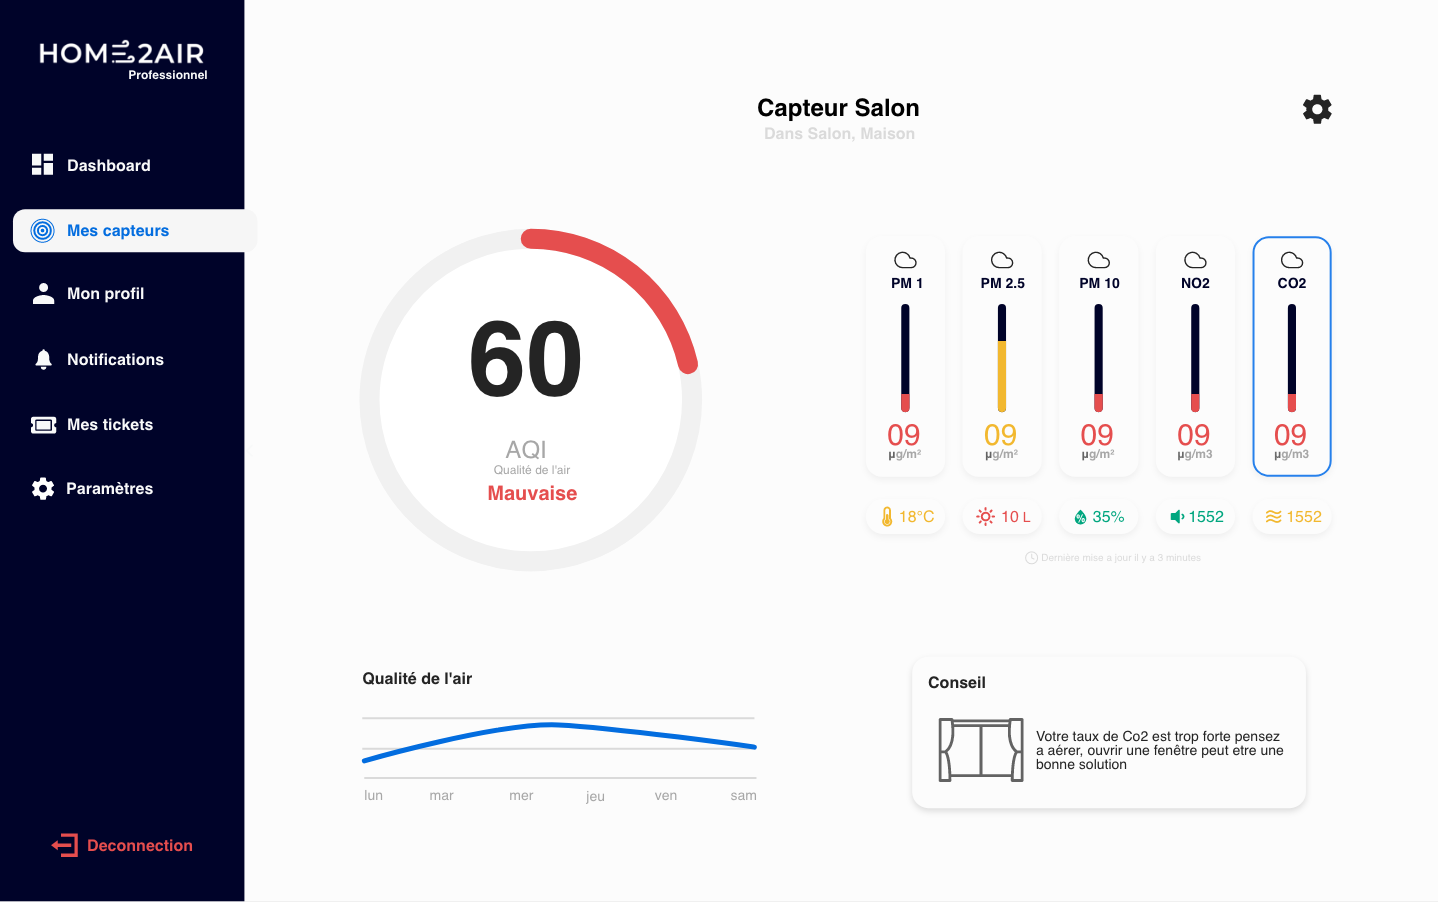 HOME2AIR
Professionnel
Dashboard
Mes capteurs
Mon profil
Notifications
Mes tickets
Paramètres
Deconnection
Capteur Salon
Dans Salon, Maison
60
AQI
Qualité de l'air
Mauvaise
PM 1
09
µg/m²
PM 2.5
09
µg/m²
PM 10
09
µg/m²
NO2
09
µg/m3
CO2
09
µg/m3
18°C
10 L
35%
1552
1552
Dernière mise a jour il y a 3 minutes
Qualité de l'air
lun mar mer jeu ven sam
Conseil
Votre taux de Co2 est trop forte pensez
a aérer, ouvrir une fenêtre peut etre une
bonne solution